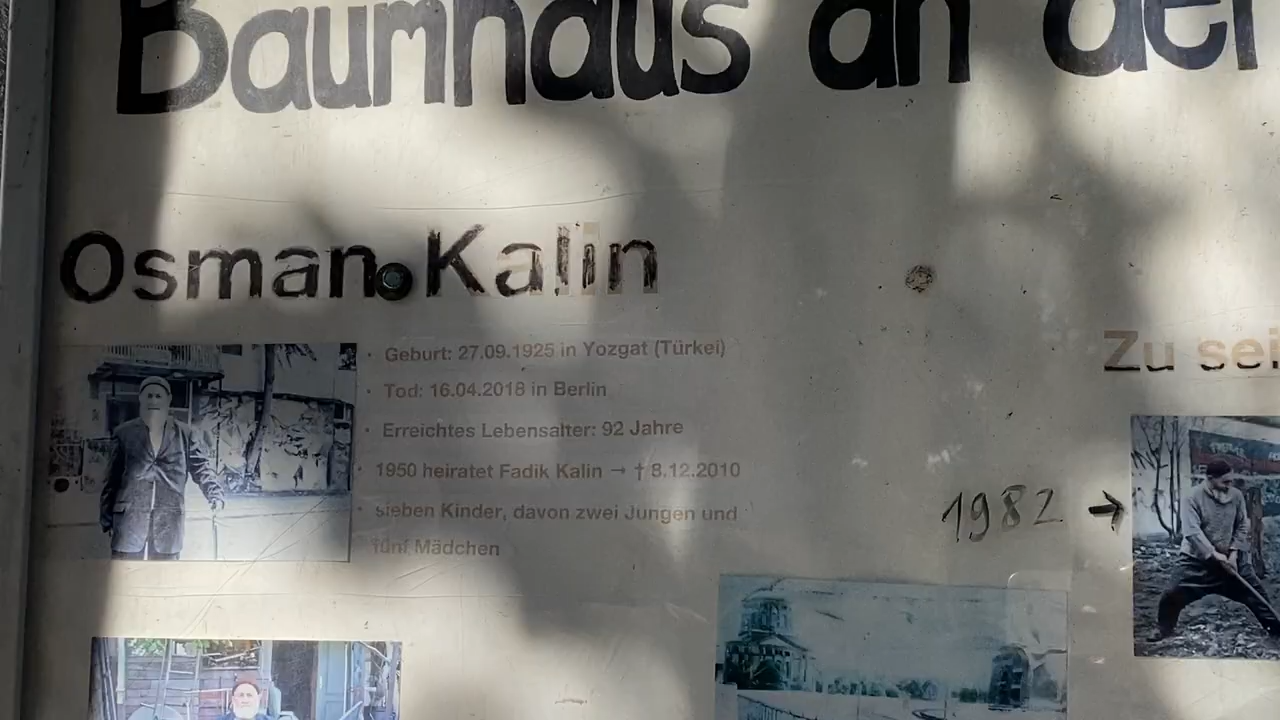 Baumhaus an der
Osman Kalin
• Geburt: 27.09.1925 in Yozgat (Türkei)
• Tod: 16.04.2018 in Berlin
• Erreichtes Lebensalter: 92 Jahre
• 1950 heiratet Fadik Kalin → † 8.12.2010
• sieben Kinder, davon zwei Jungen und
fünf Mädchen
Zu sei
1982 →